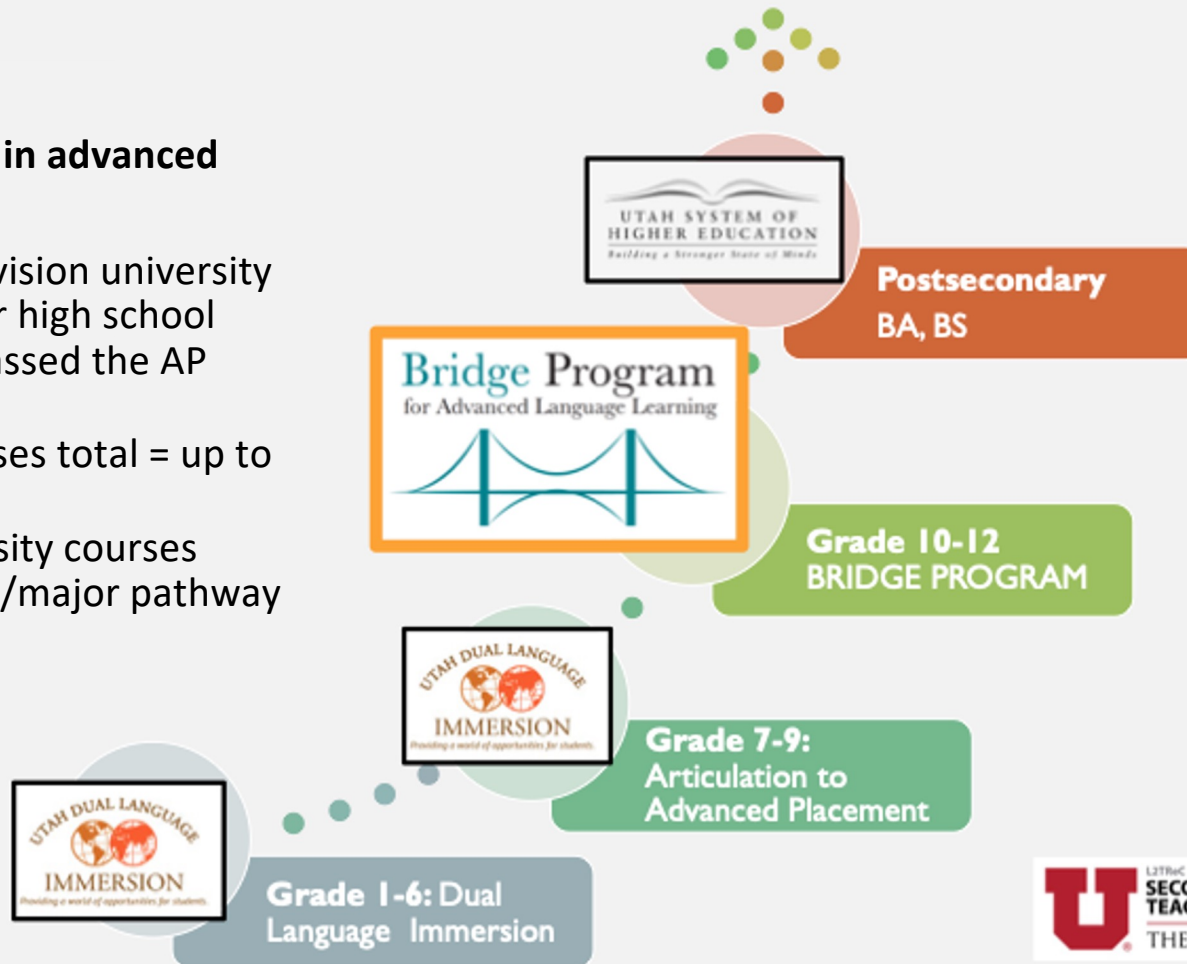 in advanced
vision university
r high school
assed the AP
ses total = up to
sity courses
/major pathway
UTAH SYSTEM OF
HIGHER EDUCATION
Building a Stronger State of Minds
Postsecondary
BA, BS
Bridge Program
for Advanced Language Learning
Grade 10-12
BRIDGE PROGRAM
UTAH DUAL LANGUAGE
IMMERSION
Providing a world of opportunities for students.
Grade 7-9:
Articulation to
Advanced Placement
UTAH DUAL LANGUAGE
IMMERSION
Providing a world of opportunities for students.
Grade 1-6: Dual
Language Immersion
U
L2TReC
SECO
TEAC
THE